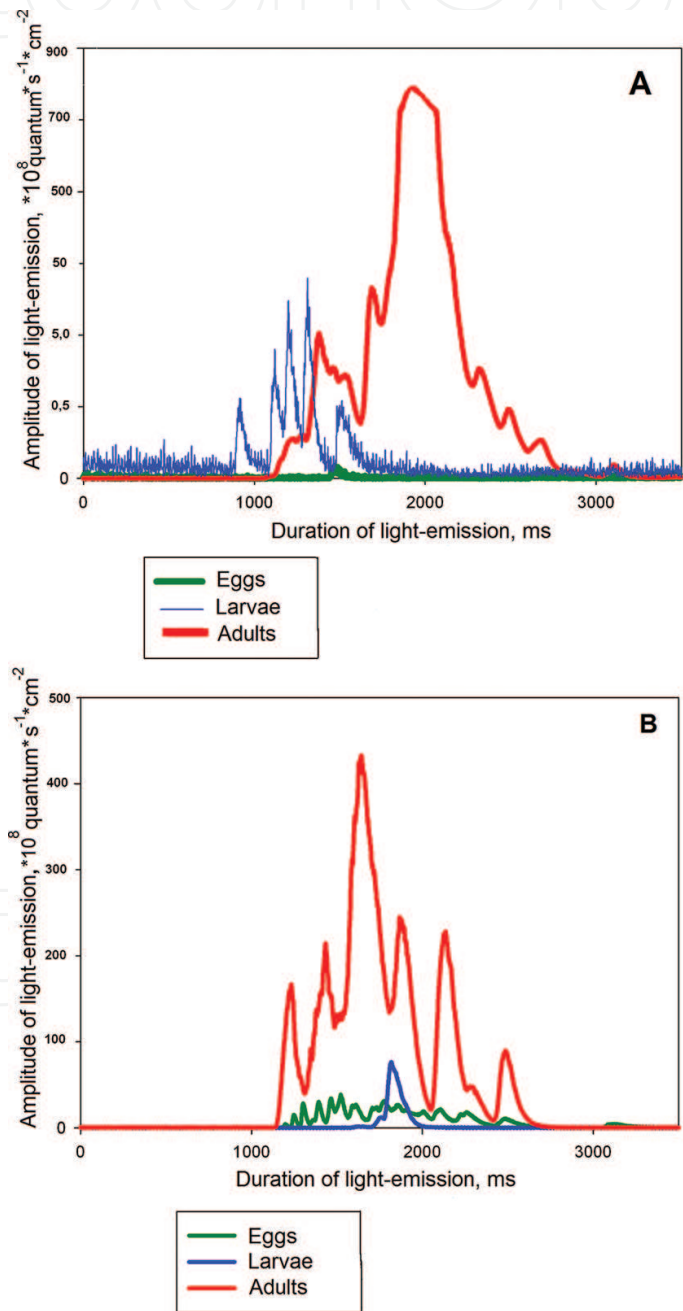 A
Amplitude of light-emission, *10⁸quantum*s⁻¹*cm⁻²
900
700
500
50
5,0
0,5
0
0
1000
2000
3000
Duration of light-emission, ms
Eggs
Larvae
Adults
B
Amplitude of light-emission, *10⁸ quantum*s⁻¹*cm⁻²
500
400
300
200
100
0
0
1000
2000
3000
Duration of light-emission, ms
Eggs
Larvae
Adults